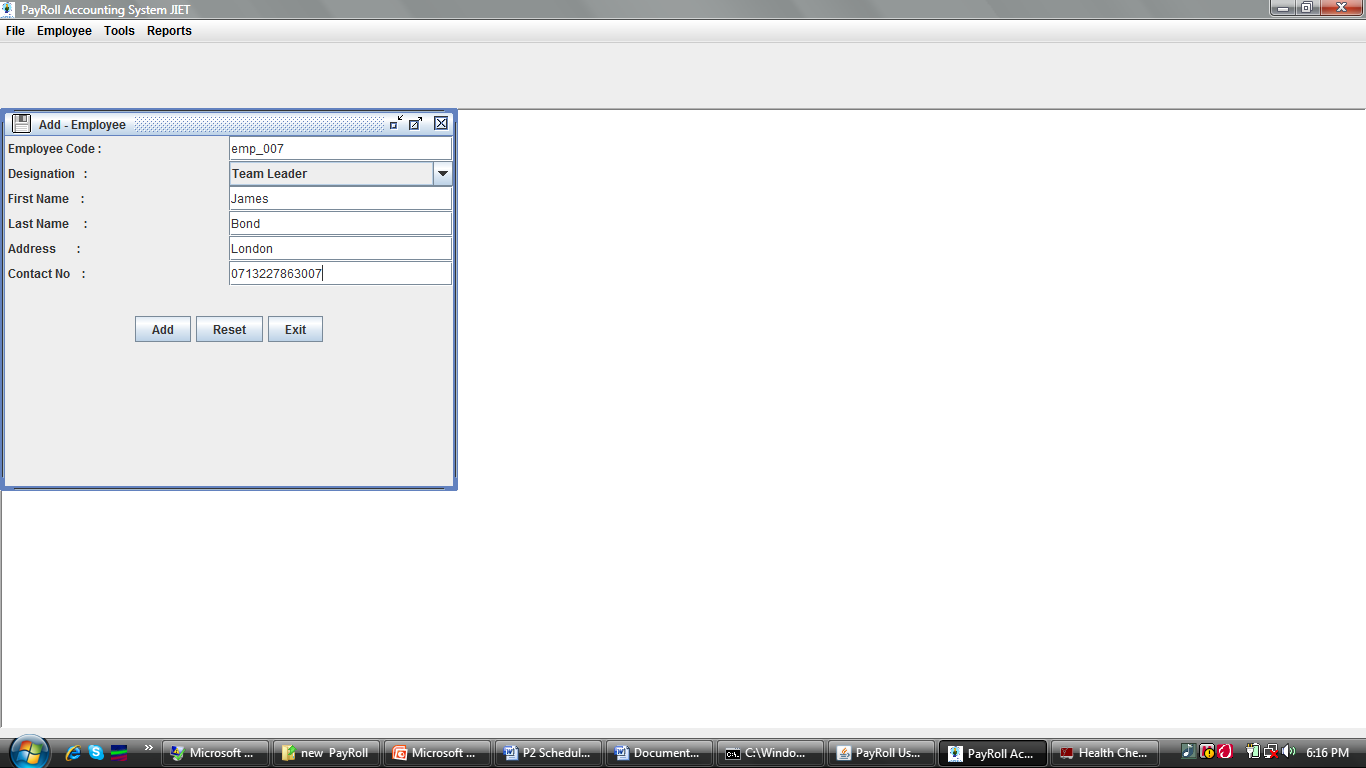 PayRoll Accounting System JIET
File Employee Tools Reports
Add - Employee
Employee Code : emp_007
Designation : Team Leader
First Name : James
Last Name : Bond
Address : London
Contact No : 0713227863007
Add Reset Exit
» Microsoft ... new PayRoll Microsoft ... P2 Schedul... Document... C:\Windo... PayRoll Us... PayRoll Ac... Health Che... 6:16 PM